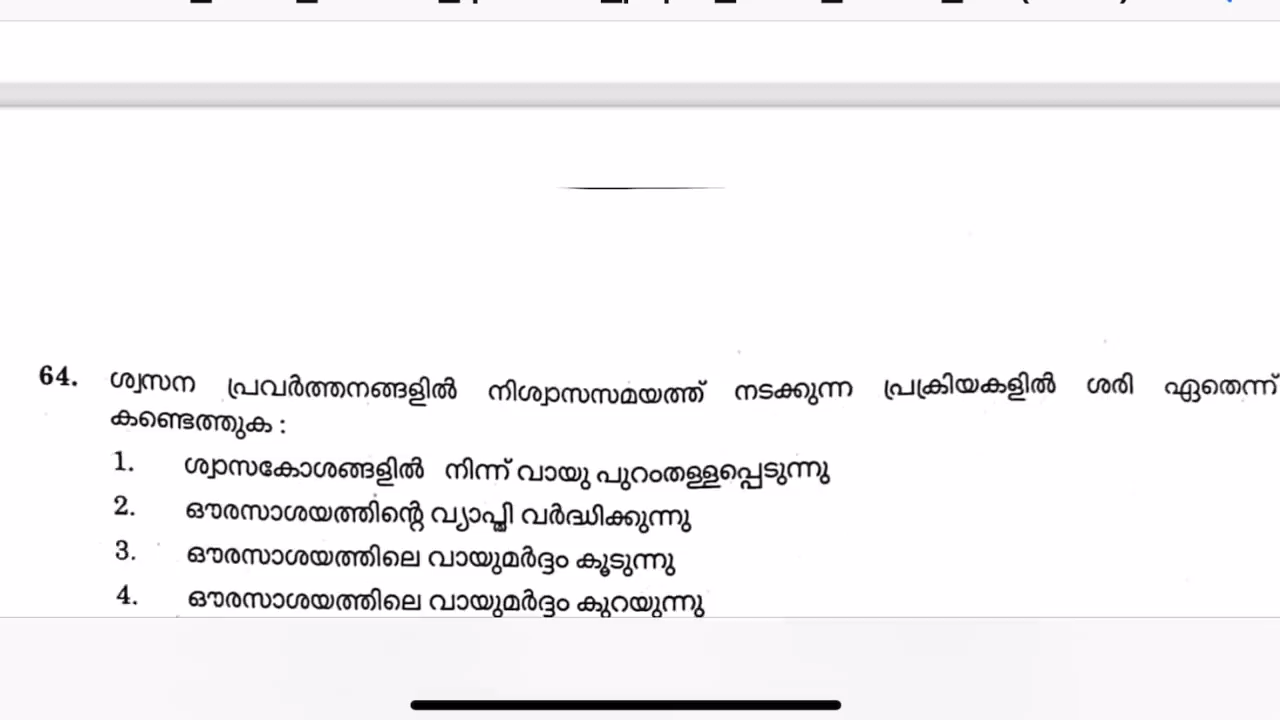 64. ശ്വസന പ്രവർത്തനങ്ങളിൽ നിശ്വാസസമയത്ത് നടക്കുന്ന പ്രക്രിയകളിൽ ശരി ഏതെന്ന്
കണ്ടെത്തുക :
1. ശ്വാസകോശങ്ങളിൽ നിന്ന് വായു പുറംതള്ളപ്പെടുന്നു
2. ഔരസാശയത്തിന്റെ വ്യാപ്തി വർദ്ധിക്കുന്നു
3. ഔരസാശയത്തിലെ വായുമർദ്ദം കൂടുന്നു
4. ഔരസാശയത്തിലെ വായുമർദ്ദം കുറയുന്നു